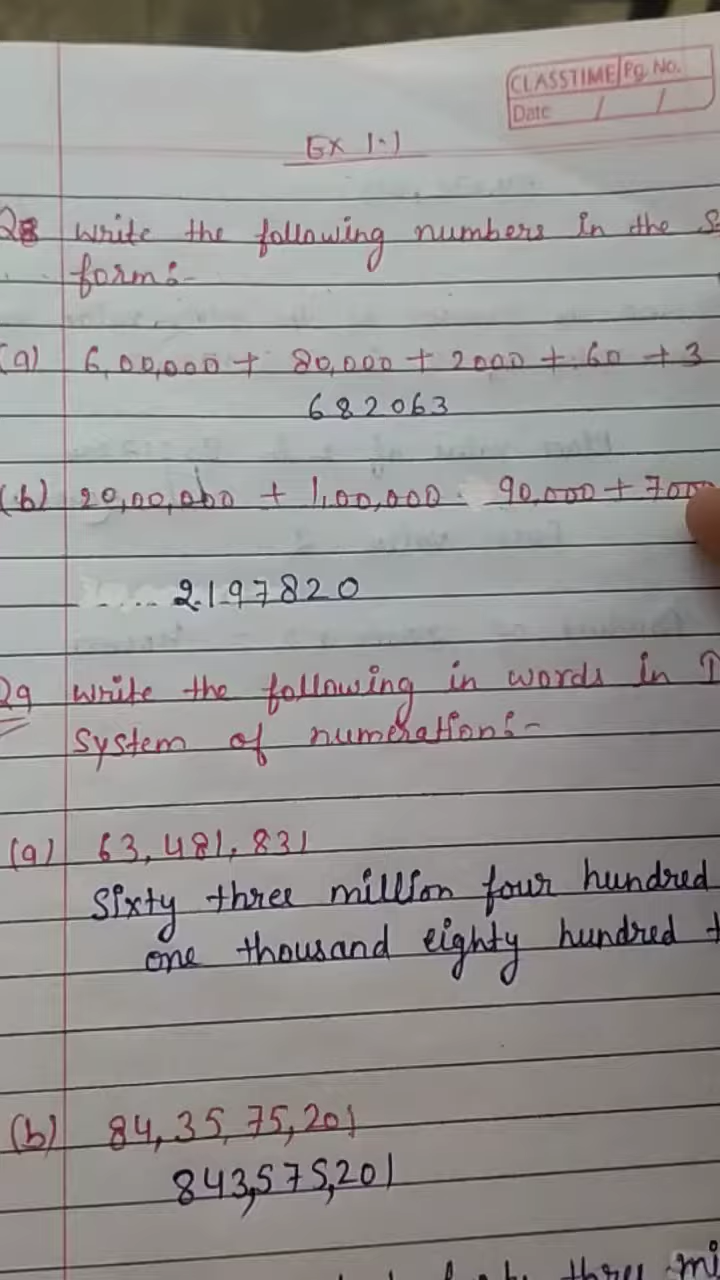 CLASSTIME Pg. No.
Date / /
Ex 1.1
Q8 Write the following numbers in the
form:-
(a) 6,00,000 + 80,000 + 2000 + 60 + 3
682063
(b) 20,00,000 + 1,00,000 90,000 + 7000
2197820
Q9 Write the following in words in
System of numeration:-
(a) 63,481,831
Sixty three million four hundred
one thousand eighty hundred
(b) 84,35,75,201
843,575,201
three